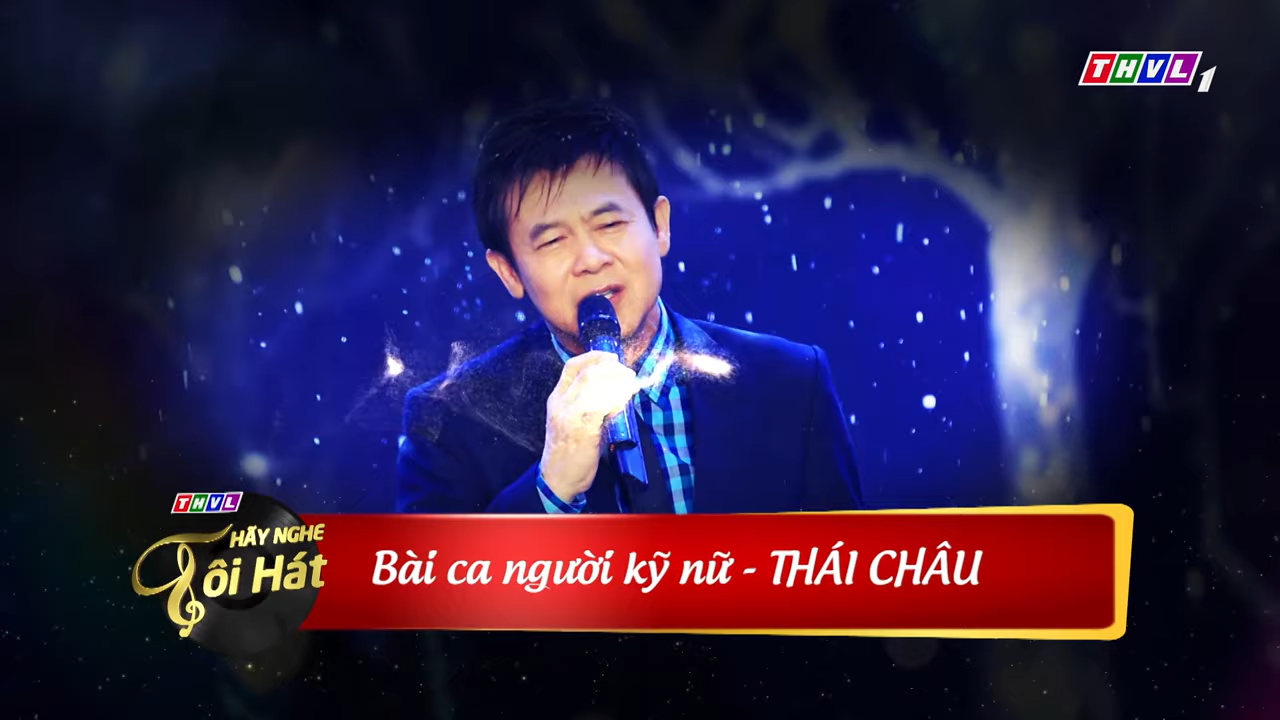 THVL1
THVL
HÃY NGHE
Tôi Hát
Bài ca người kỹ nữ - THÁI CHÂU